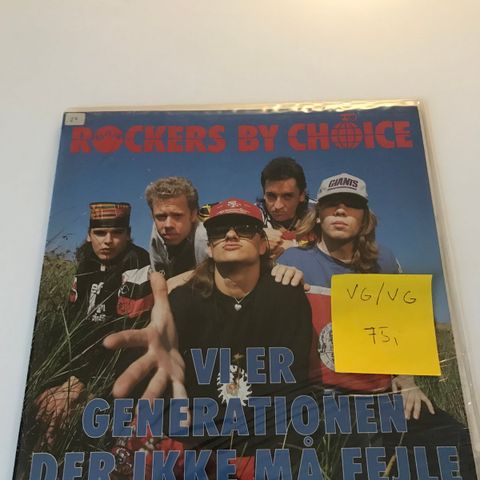 ROCKERS BY CHOICE
GIANTS
VG/VG
75,
VI ER
GENERATIONEN
DER IKKE MÅ FEJLE